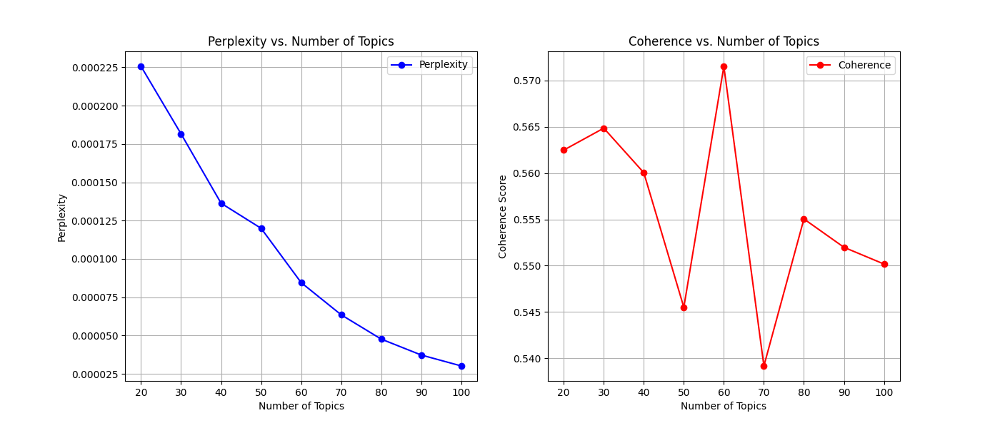 Perplexity vs. Number of Topics
Perplexity
0.000225
0.000200
0.000175
0.000150
0.000125
0.000100
0.000075
0.000050
0.000025
Perplexity
20 30 40 50 60 70 80 90 100
Number of Topics
Coherence vs. Number of Topics
Coherence
0.570
0.565
0.560
0.555
0.550
0.545
0.540
Coherence Score
20 30 40 50 60 70 80 90 100
Number of Topics